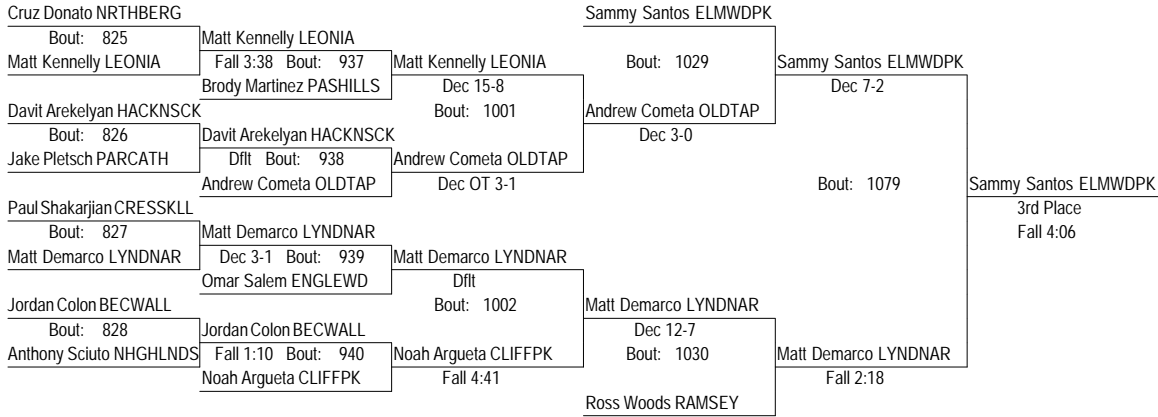 Cruz Donato NRTHBERG
Sammy Santos ELMWDPK
Bout: 825
Matt Kennelly LEONIA
Matt Kennelly LEONIA
Fall 3:38 Bout: 937
Matt Kennelly LEONIA
Bout: 1029
Sammy Santos ELMWDPK
Brody Martinez PASHILLS
Dec 15-8
Dec 7-2
Davit Arekelyan HACKNSCK
Bout: 1001
Andrew Cometa OLDTAP
Bout: 826
Davit Arekelyan HACKNSCK
Dec 3-0
Jake Pletsch PARCATH
Dflt Bout: 938
Andrew Cometa OLDTAP
Andrew Cometa OLDTAP
Dec OT 3-1
Bout: 1079
Sammy Santos ELMWDPK
Paul Shakarjian CRESSKLL
3rd Place
Bout: 827
Matt Demarco LYNDNAR
Fall 4:06
Matt Demarco LYNDNAR
Dec 3-1 Bout: 939
Matt Demarco LYNDNAR
Omar Salem ENGLEWD
Dflt
Jordan Colon BECWALL
Bout: 1002
Matt Demarco LYNDNAR
Bout: 828
Jordan Colon BECWALL
Dec 12-7
Anthony Sciuto NHGHLNDS
Fall 1:10 Bout: 940
Noah Argueta CLIFFPK
Bout: 1030
Matt Demarco LYNDNAR
Noah Argueta CLIFFPK
Fall 4:41
Fall 2:18
Ross Woods RAMSEY